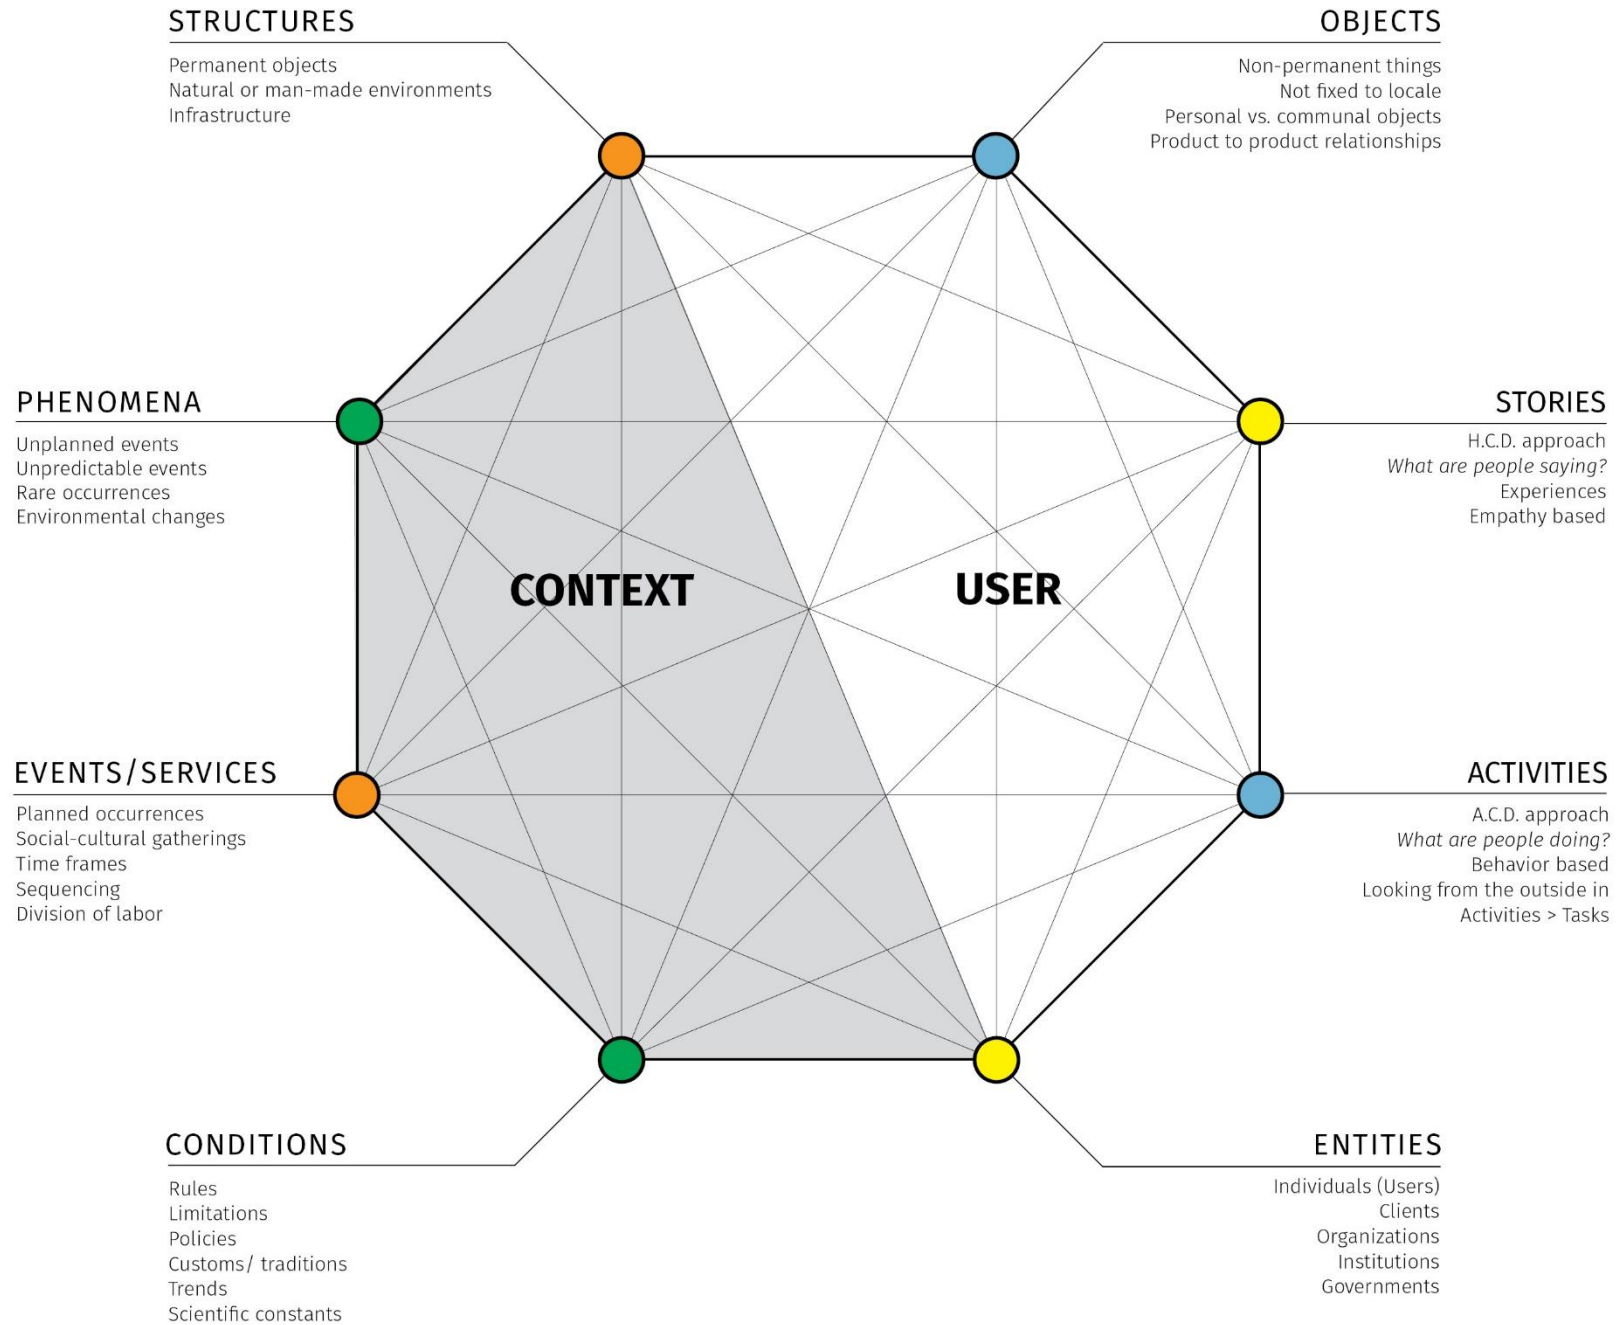 STRUCTURES
Permanent objects
Natural or man-made environments
Infrastructure
OBJECTS
Non-permanent things
Not fixed to locale
Personal vs. communal objects
Product to product relationships
PHENOMENA
Unplanned events
Unpredictable events
Rare occurrences
Environmental changes
STORIES
H.C.D. approach
What are people saying?
Experiences
Empathy based
CONTEXT
USER
EVENTS/SERVICES
Planned occurrences
Social-cultural gatherings
Time frames
Sequencing
Division of labor
ACTIVITIES
A.C.D. approach
What are people doing?
Behavior based
Looking from the outside in
Activities > Tasks
CONDITIONS
Rules
Limitations
Policies
Customs/ traditions
Trends
Scientific constants
ENTITIES
Individuals (Users)
Clients
Organizations
Institutions
Governments